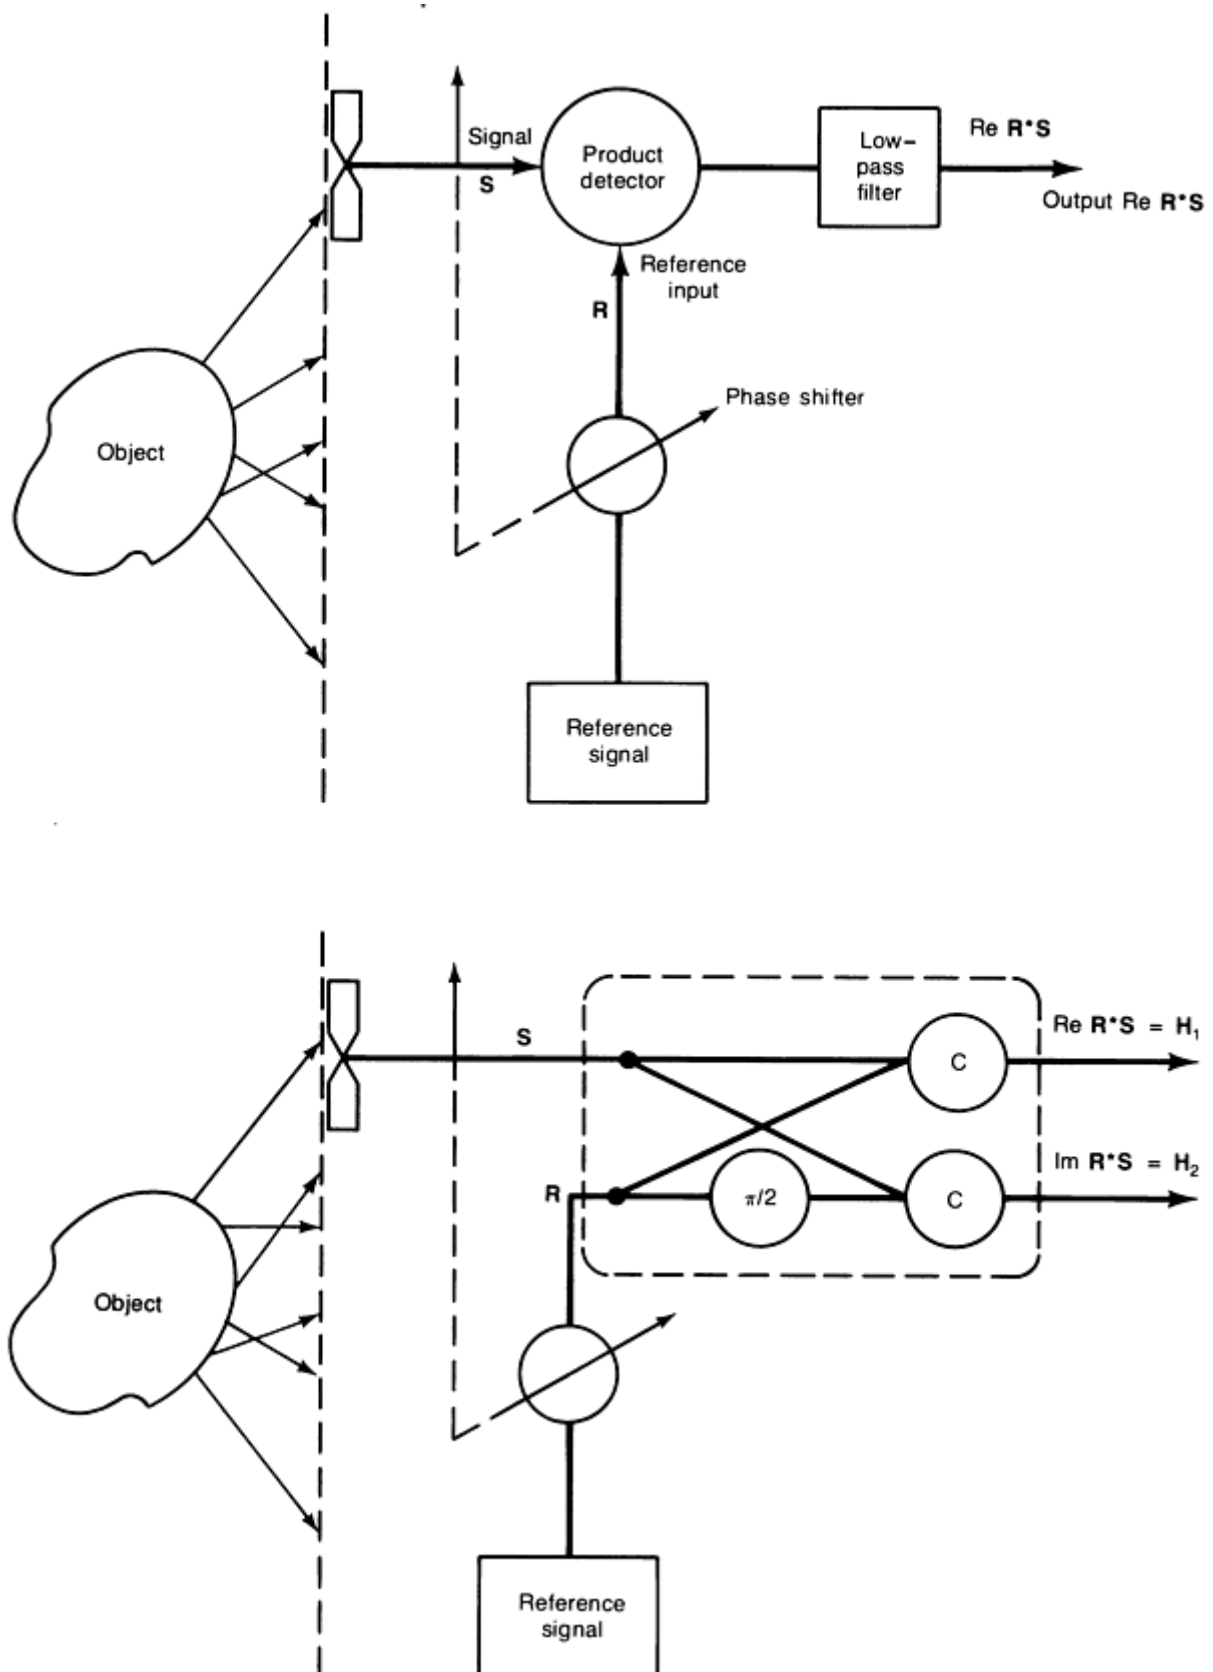 Signal
S
Product
detector
Low–
pass
filter
Re R*S
Output Re R*S
Reference
input
R
Phase shifter
Object
Reference
signal
S
C
Re R*S = H₁
R
π/2
C
Im R*S = H₂
Object
Reference
signal